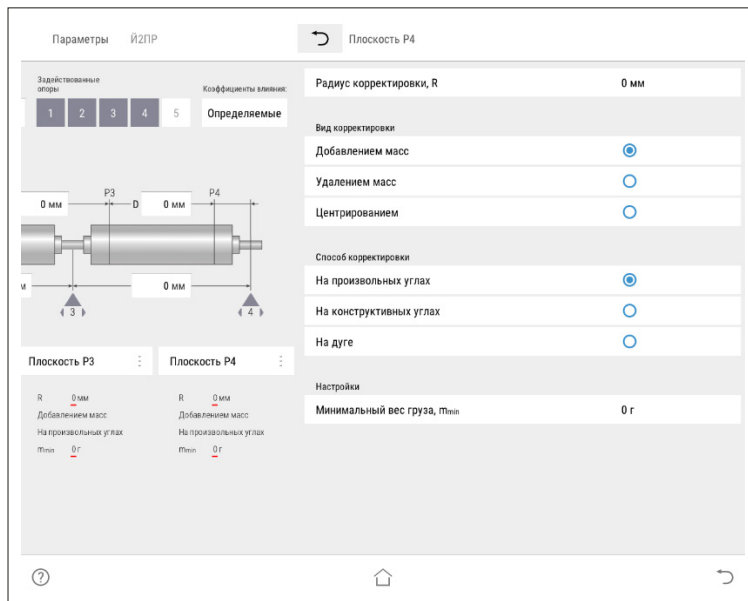 Параметры Й2ПР
Плоскость P4
Задействованные
опоры
Коэффициенты влияния:
1 2 3 4 5
Определяемые
P3 P4
0 мм D 0 мм
м 0 мм
3 4
Плоскость P3 Плоскость P4
R 0 мм R 0 мм
Добавлением масс Добавлением масс
На произвольных углах На произвольных углах
mmin 0 г mmin 0 г
Радиус корректировки, R 0 мм
Вид корректировки
Добавлением масс
Удалением масс
Центрированием
Способ корректировки
На произвольных углах
На конструктивных углах
На дуге
Настройки
Минимальный вес груза, mmin 0 г
?